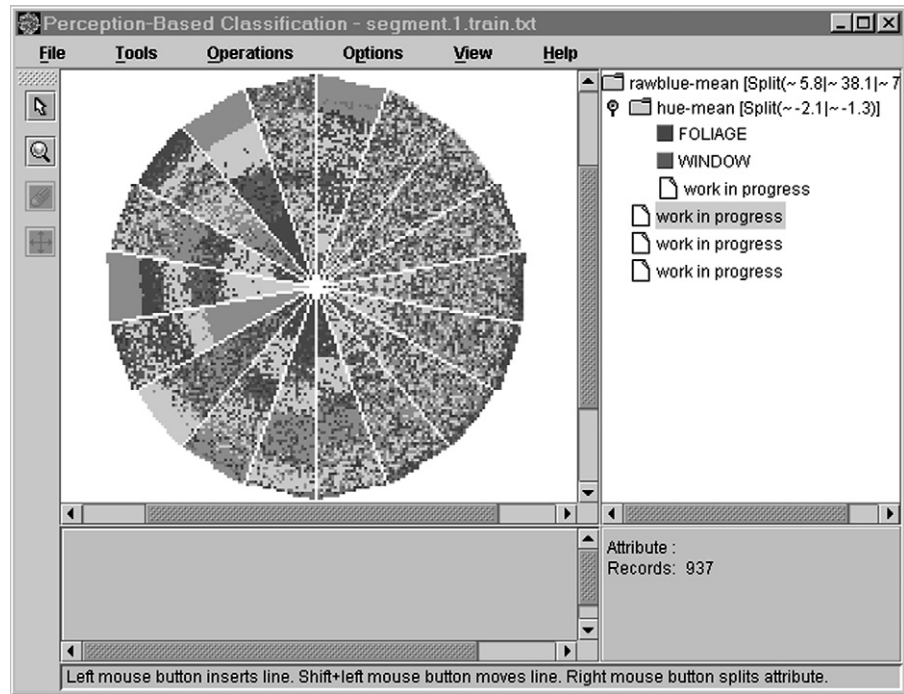 Perception-Based Classification - segment.1.train.txt
File Tools Operations Options View Help
rawblue-mean [Split(~ 5.8|~ 38.1|~ 7
hue-mean [Split(~ -2.1|~ -1.3)]
FOLIAGE
WINDOW
work in progress
work in progress
work in progress
work in progress
Attribute :
Records: 937
Left mouse button inserts line. Shift+left mouse button moves line. Right mouse button splits attribute.